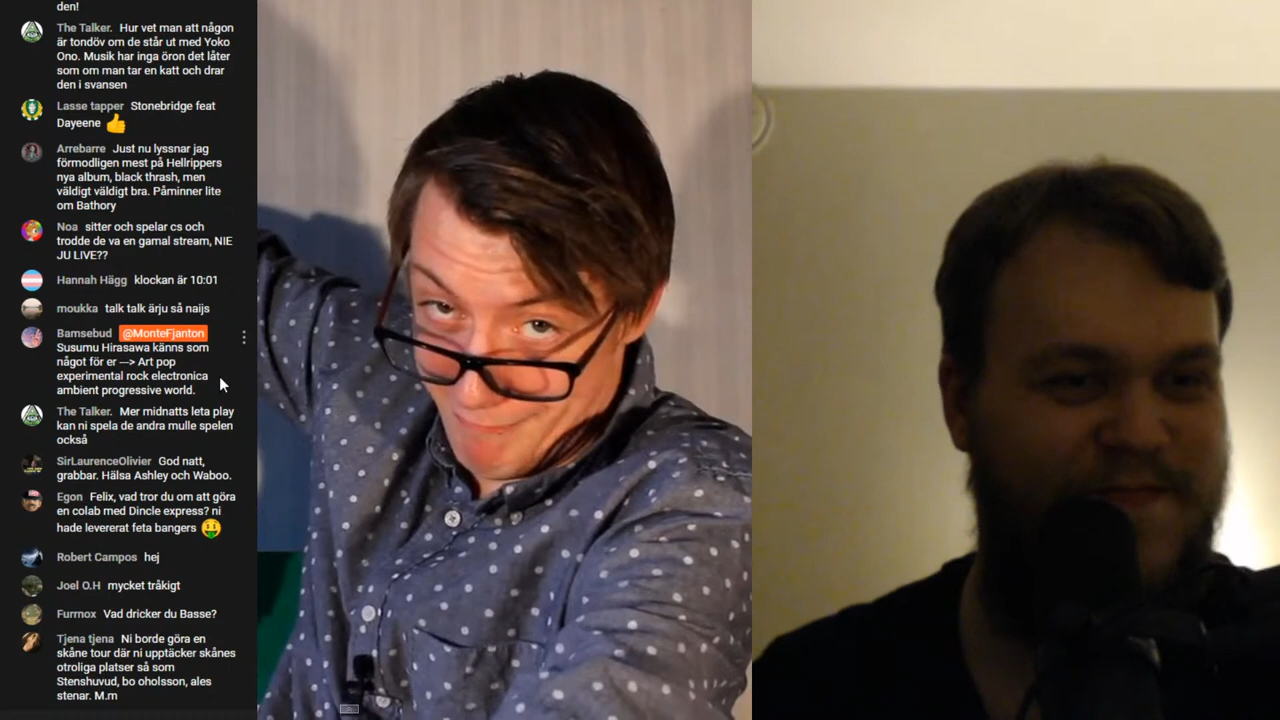 den!
The Talker. Hur vet man att någon
är tondöv om de står ut med Yoko
Ono. Musik har inga öron det låter
som om man tar en katt och drar
den i svansen
Lasse tapper Stonebridge feat
Dayeene 👍
Arrebarre Just nu lyssnar jag
förmodligen mest på Hellrippers
nya album, black thrash, men
väldigt väldigt bra. Påminner lite
om Bathory
Noa sitter och spelar cs och
trodde de va en gamal stream, NIE
JU LIVE??
Hannah Hägg klockan är 10:01
moukka talk talk ärju så naijs
Bamsebud @MonteFjanton
Susumu Hirasawa känns som
något för er —> Art pop
experimental rock electronica
ambient progressive world.
The Talker. Mer midnatts leta play
kan ni spela de andra mulle spelen
också
SirLaurenceOlivier God natt,
grabbar. Hälsa Ashley och Waboo.
Egon Felix, vad tror du om att göra
en colab med Dincle express? ni
hade levererat feta bangers 🤑
Robert Campos hej
Joel O.H mycket tråkigt
Furrnox Vad dricker du Basse?
Tjena tjena Ni borde göra en
skåne tour där ni upptäcker skånes
otroliga platser så som
Stenshuvud, bo oholsson, ales
stenar. M.m